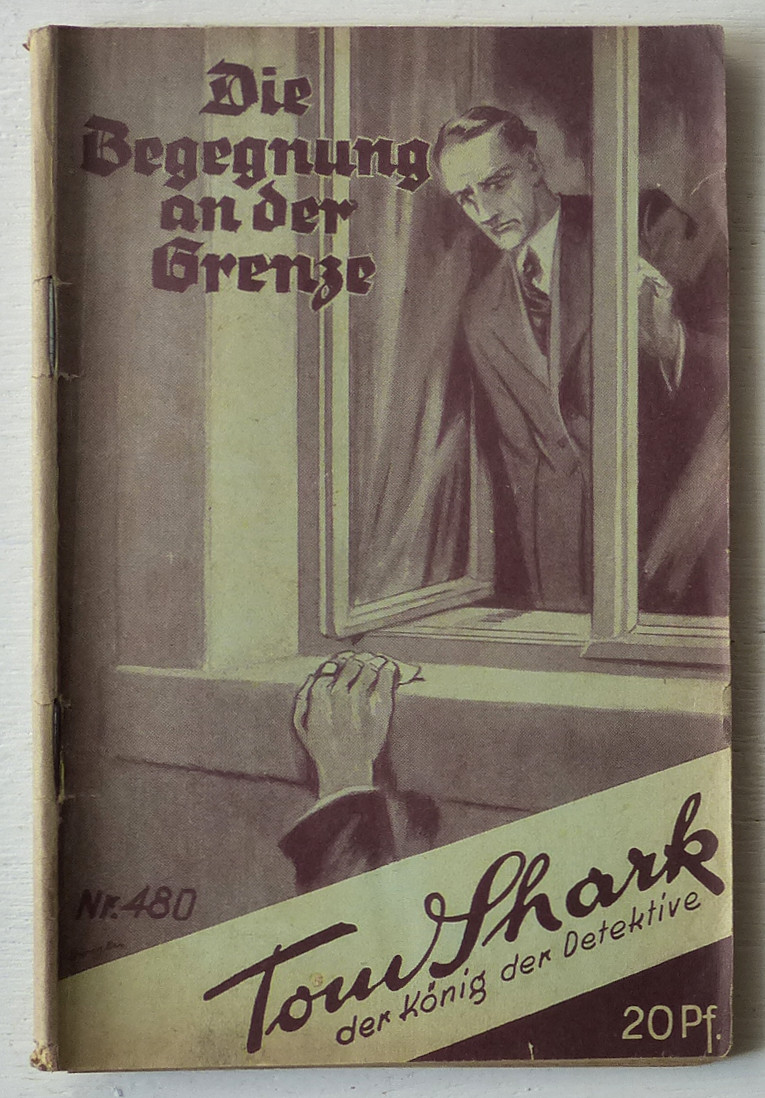 Die
Begegnung
an der
Grenze
Nr. 480
Tom Shark
der König der Detektive
20 Pf.